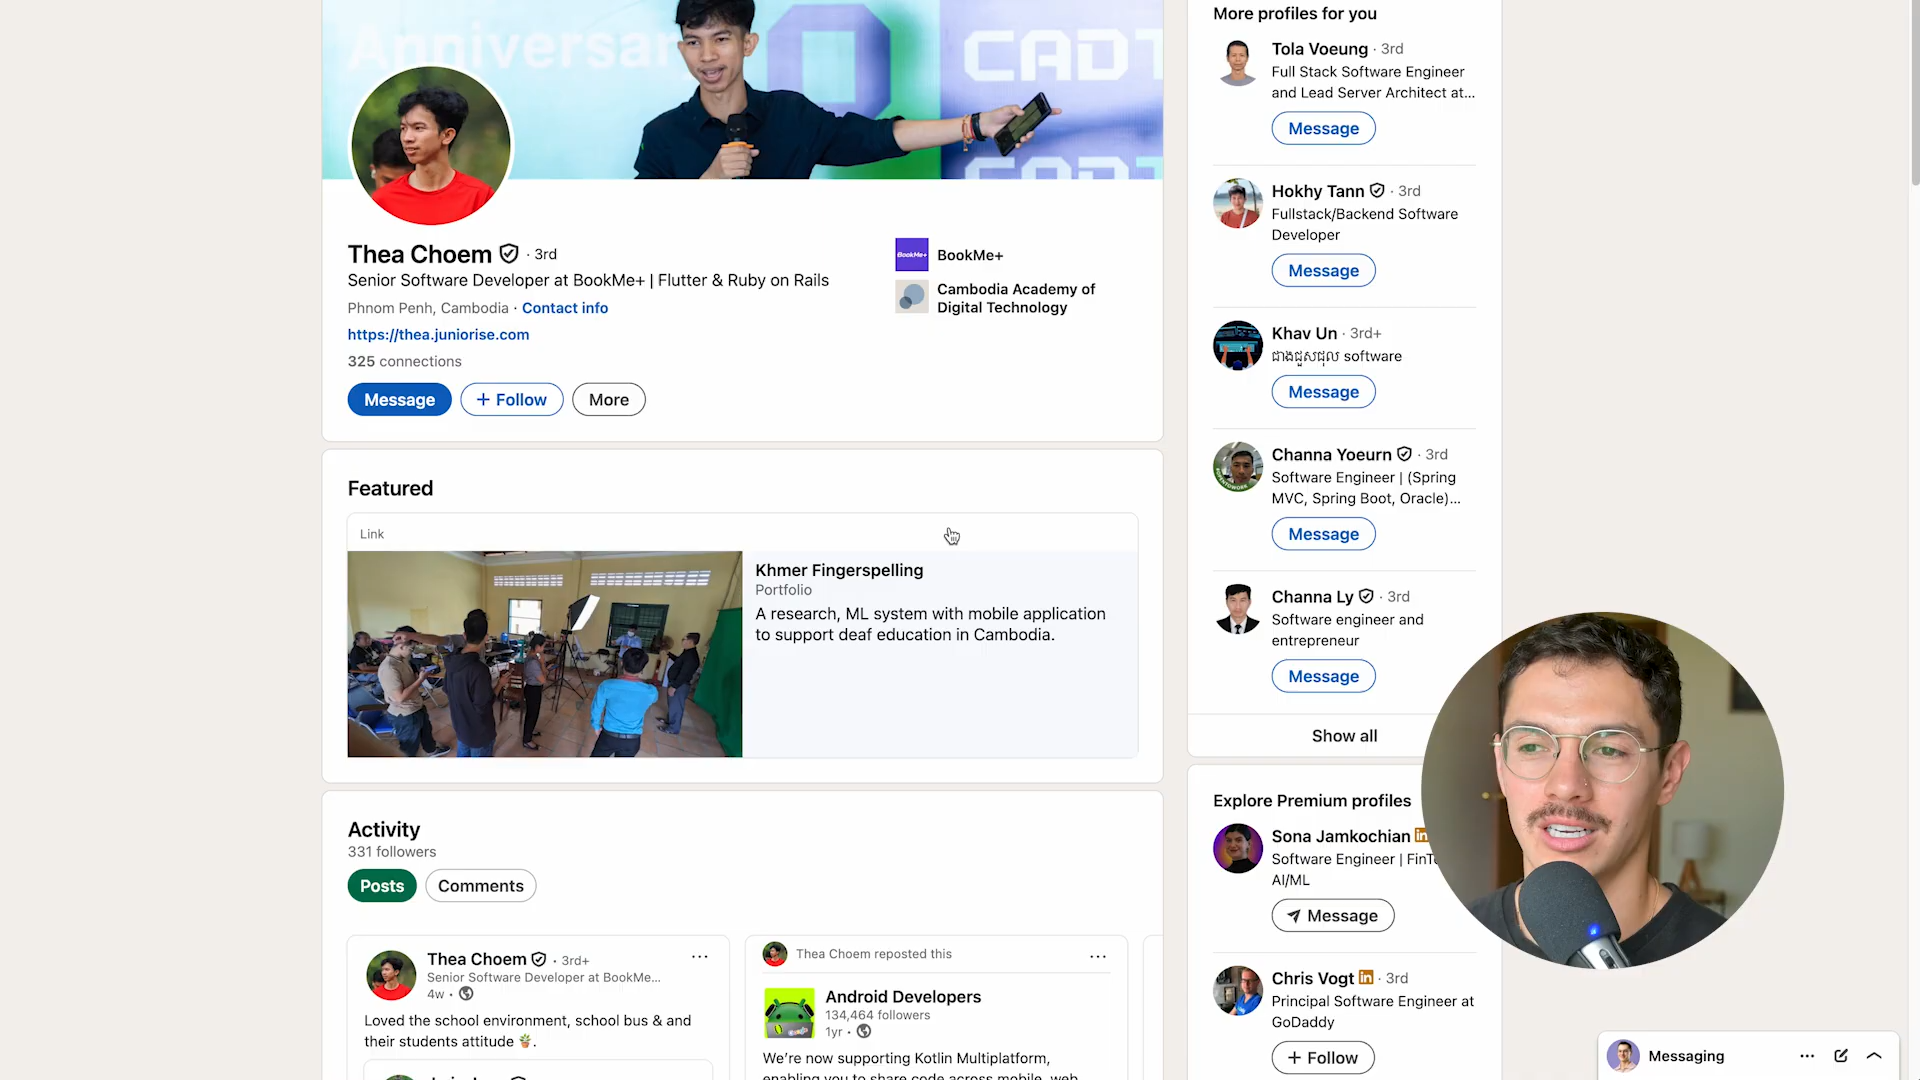 Anniversary
CADT
CADT
Thea Choem · 3rd
Senior Software Developer at BookMe+ | Flutter & Ruby on Rails
Phnom Penh, Cambodia · Contact info
https://thea.juniorise.com
325 connections
Message
+ Follow
More
BookMe+
BookMe+
Cambodia Academy of
Digital Technology
Featured
Link
Khmer Fingerspelling
Portfolio
A research, ML system with mobile application
to support deaf education in Cambodia.
Activity
331 followers
Posts
Comments
Thea Choem · 3rd+
Senior Software Developer at BookMe...
4w ·
Loved the school environment, school bus & and
their students attitude 🪴.
Thea Choem reposted this
Android Developers
134,464 followers
1yr ·
We're now supporting Kotlin Multiplatform,
enabling you to share code across mobile, web
More profiles for you
Tola Voeung · 3rd
Full Stack Software Engineer
and Lead Server Architect at...
Message
Hokhy Tann · 3rd
Fullstack/Backend Software
Developer
Message
Khav Un · 3rd+
ជាងជួសជុល software
Message
Channa Yoeurn · 3rd
Software Engineer | (Spring
MVC, Spring Boot, Oracle)...
Message
Channa Ly · 3rd
Software engineer and
entrepreneur
Message
Show all
Explore Premium profiles
Sona Jamkochian in
Software Engineer |
AI/ML
Message
Chris Vogt in · 3rd
Principal Software Engineer at
GoDaddy
+ Follow
Messaging